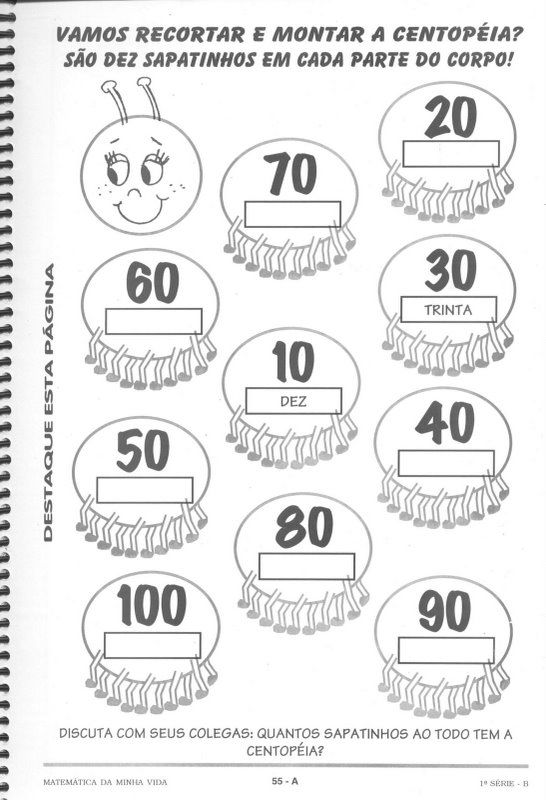 VAMOS RECORTAR E MONTAR A CENTOPÉIA?
SÃO DEZ SAPATINHOS EM CADA PARTE DO CORPO!
20
70
60
30
TRINTA
10
DEZ
40
50
80
100
90
DESTAQUE ESTA PÁGINA
DISCUTA COM SEUS COLEGAS: QUANTOS SAPATINHOS AO TODO TEM A
CENTOPÉIA?
MATEMÁTICA DA MINHA VIDA
55 - A
1ª SÉRIE - B